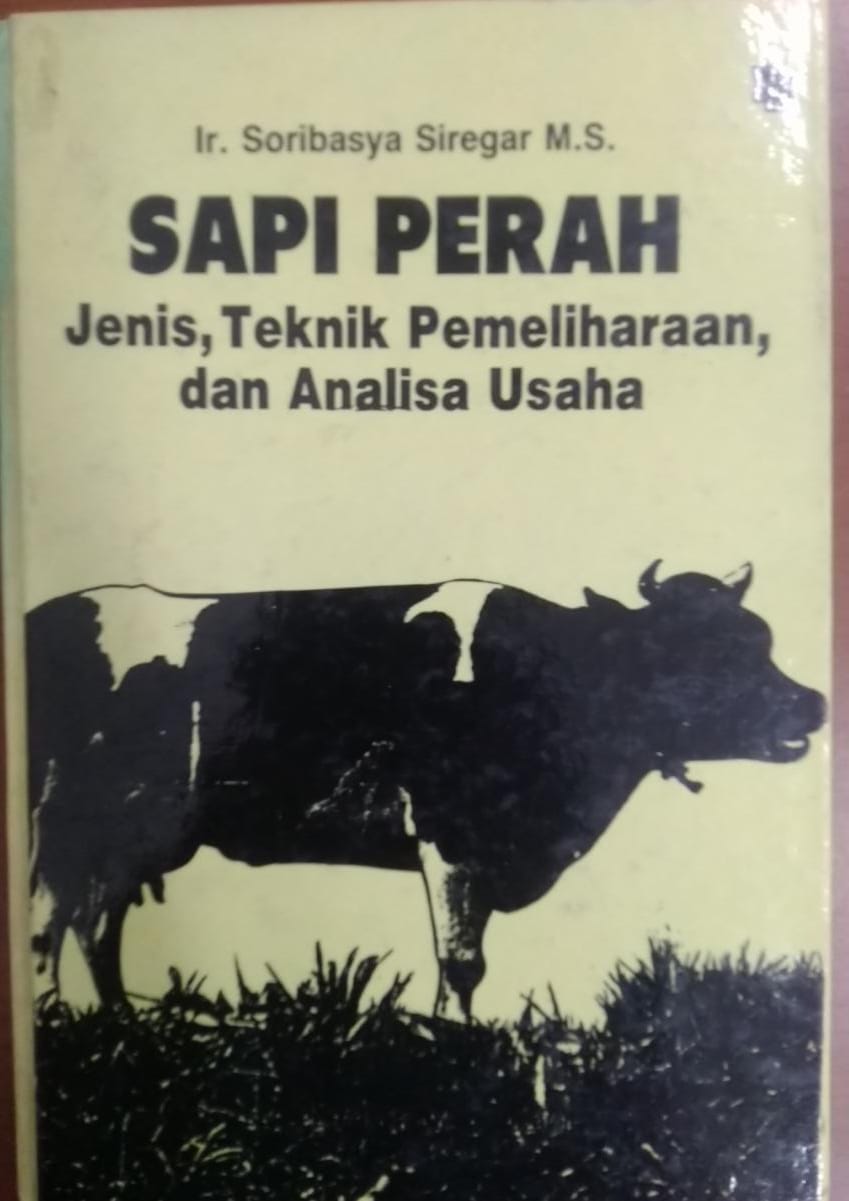 Ir. Soribasya Siregar M.S.
SAPI PERAH
Jenis, Teknik Pemeliharaan,
dan Analisa Usaha